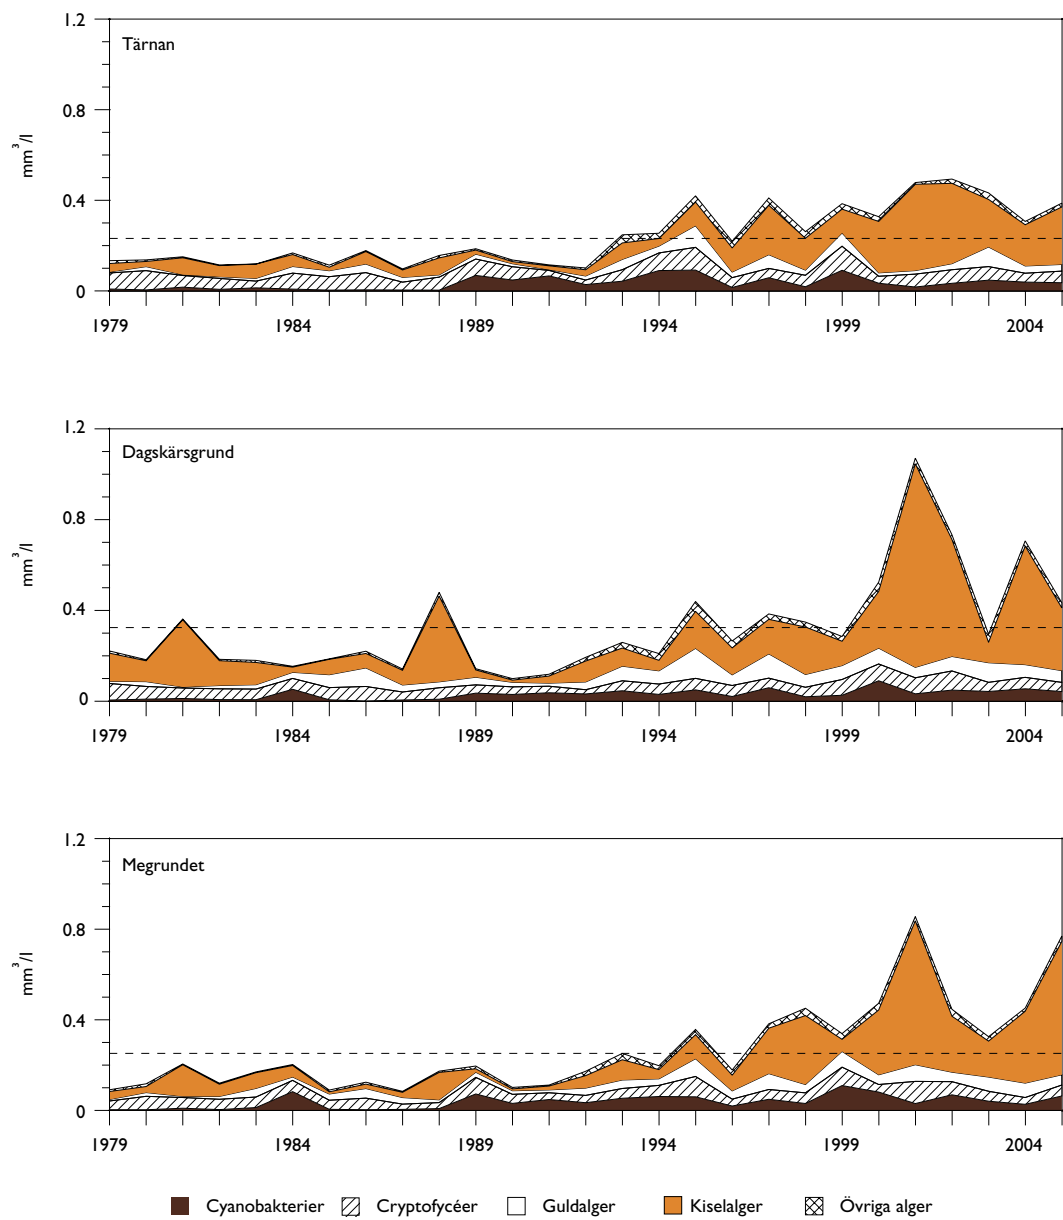 1.2
Tärnan
0.8
mm³/l
0.4
0
1979 1984 1989 1994 1999 2004
1.2
Dagskärsgrund
0.8
mm³/l
0.4
0
1979 1984 1989 1994 1999 2004
1.2
Megrundet
0.8
mm³/l
0.4
0
1979 1984 1989 1994 1999 2004
Cyanobakterier Cryptofycéer Guldalger Kiselalger Övriga alger